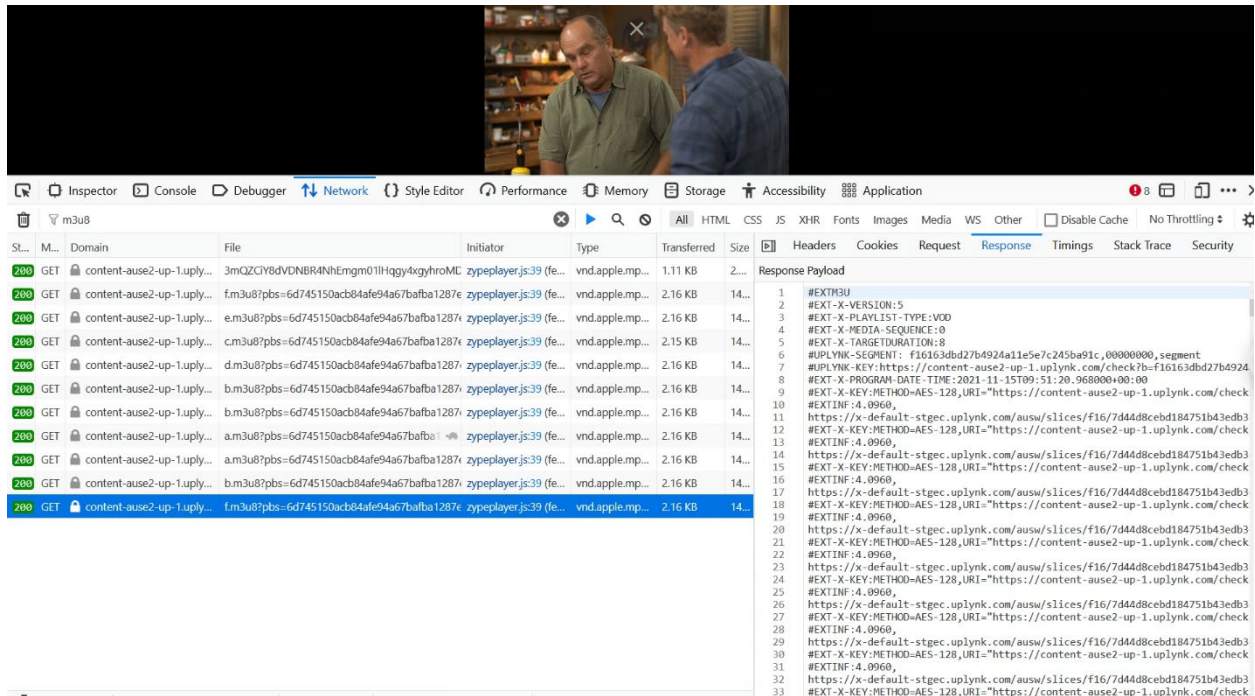 Inspector Console Debugger Network Style Editor Performance Memory Storage Accessibility Application 8
m3u8 All HTML CSS JS XHR Fonts Images Media WS Other Disable Cache No Throttling
St... M... Domain File Initiator Type Transferred Size Headers Cookies Request Response Timings Stack Trace Security
Response Payload
200 GET content-ause2-up-1.uply... zypeplayer.js:39 (fe... vnd.apple.mp... 1.11 KB 2....
200 GET content-ause2-up-1.uply... f.m3u8?pbs=6d745150acb84afe94a67bafba1287e zypeplayer.js:39 (fe... vnd.apple.mp... 2.16 KB 14...
200 GET content-ause2-up-1.uply... e.m3u8?pbs=6d745150acb84afe94a67bafba1287e zypeplayer.js:39 (fe... vnd.apple.mp... 2.16 KB 14...
200 GET content-ause2-up-1.uply... c.m3u8?pbs=6d745150acb84afe94a67bafba1287e zypeplayer.js:39 (fe... vnd.apple.mp... 2.15 KB 14...
200 GET content-ause2-up-1.uply... d.m3u8?pbs=6d745150acb84afe94a67bafba1287 zypeplayer.js:39 (fe... vnd.apple.mp... 2.16 KB 14...
200 GET content-ause2-up-1.uply... b.m3u8?pbs=6d745150acb84afe94a67bafba1287 zypeplayer.js:39 (fe... vnd.apple.mp... 2.16 KB 14...
200 GET content-ause2-up-1.uply... b.m3u8?pbs=6d745150acb84afe94a67bafba1287 zypeplayer.js:39 (fe... vnd.apple.mp... 2.16 KB 14...
200 GET content-ause2-up-1.uply... a.m3u8?pbs=6d745150acb84afe94a67bafba1 zypeplayer.js:39 (fe... vnd.apple.mp... 2.16 KB 14...
200 GET content-ause2-up-1.uply... a.m3u8?pbs=6d745150acb84afe94a67bafba1287e zypeplayer.js:39 (fe... vnd.apple.mp... 2.16 KB 14...
200 GET content-ause2-up-1.uply... b.m3u8?pbs=6d745150acb84afe94a67bafba1287 zypeplayer.js:39 (fe... vnd.apple.mp... 2.16 KB 14...
200 GET content-ause2-up-1.uply... f.m3u8?pbs=6d745150acb84afe94a67bafba1287e zypeplayer.js:39 (fe... vnd.apple.mp... 2.16 KB 14...
1 #EXTM3U
2 #EXT-X-VERSION:5
3 #EXT-X-PLAYLIST-TYPE:VOD
4 #EXT-X-MEDIA-SEQUENCE:0
5 #EXT-X-TARGETDURATION:8
6 #UPLYNK-SEGMENT: f16163dbd27b4924a11e5e7c245ba91c,00000000,segment
7 #UPLYNK-KEY:https://content-ause2-up-1.uplynk.com/check?b=f16163dbd27b4924
8 #EXT-X-PROGRAM-DATE-TIME:2021-11-15T09:51:20.968000+00:00
9 #EXT-X-KEY:METHOD=AES-128,URI="https://content-ause2-up-1.uplynk.com/check
10 #EXTINF:4.0960,
11 https://x-default-stgec.uplynk.com/ausw/slices/f16/7d44d8cebd184751b43edb3
12 #EXT-X-KEY:METHOD=AES-128,URI="https://content-ause2-up-1.uplynk.com/check
13 #EXTINF:4.0960,
14 https://x-default-stgec.uplynk.com/ausw/slices/f16/7d44d8cebd184751b43edb3
15 #EXT-X-KEY:METHOD=AES-128,URI="https://content-ause2-up-1.uplynk.com/check
16 #EXTINF:4.0960,
17 https://x-default-stgec.uplynk.com/ausw/slices/f16/7d44d8cebd184751b43edb3
18 #EXT-X-KEY:METHOD=AES-128,URI="https://content-ause2-up-1.uplynk.com/check
19 #EXTINF:4.0960,
20 https://x-default-stgec.uplynk.com/ausw/slices/f16/7d44d8cebd184751b43edb3
21 #EXT-X-KEY:METHOD=AES-128,URI="https://content-ause2-up-1.uplynk.com/check
22 #EXTINF:4.0960,
23 https://x-default-stgec.uplynk.com/ausw/slices/f16/7d44d8cebd184751b43edb3
24 #EXT-X-KEY:METHOD=AES-128,URI="https://content-ause2-up-1.uplynk.com/check
25 #EXTINF:4.0960,
26 https://x-default-stgec.uplynk.com/ausw/slices/f16/7d44d8cebd184751b43edb3
27 #EXT-X-KEY:METHOD=AES-128,URI="https://content-ause2-up-1.uplynk.com/check
28 #EXTINF:4.0960,
29 https://x-default-stgec.uplynk.com/ausw/slices/f16/7d44d8cebd184751b43edb3
30 #EXT-X-KEY:METHOD=AES-128,URI="https://content-ause2-up-1.uplynk.com/check
31 #EXTINF:4.0960,
32 https://x-default-stgec.uplynk.com/ausw/slices/f16/7d44d8cebd184751b43edb3
33 #EXT-X-KEY:METHOD=AES-128,URI="https://content-ause2-up-1.uplynk.com/check